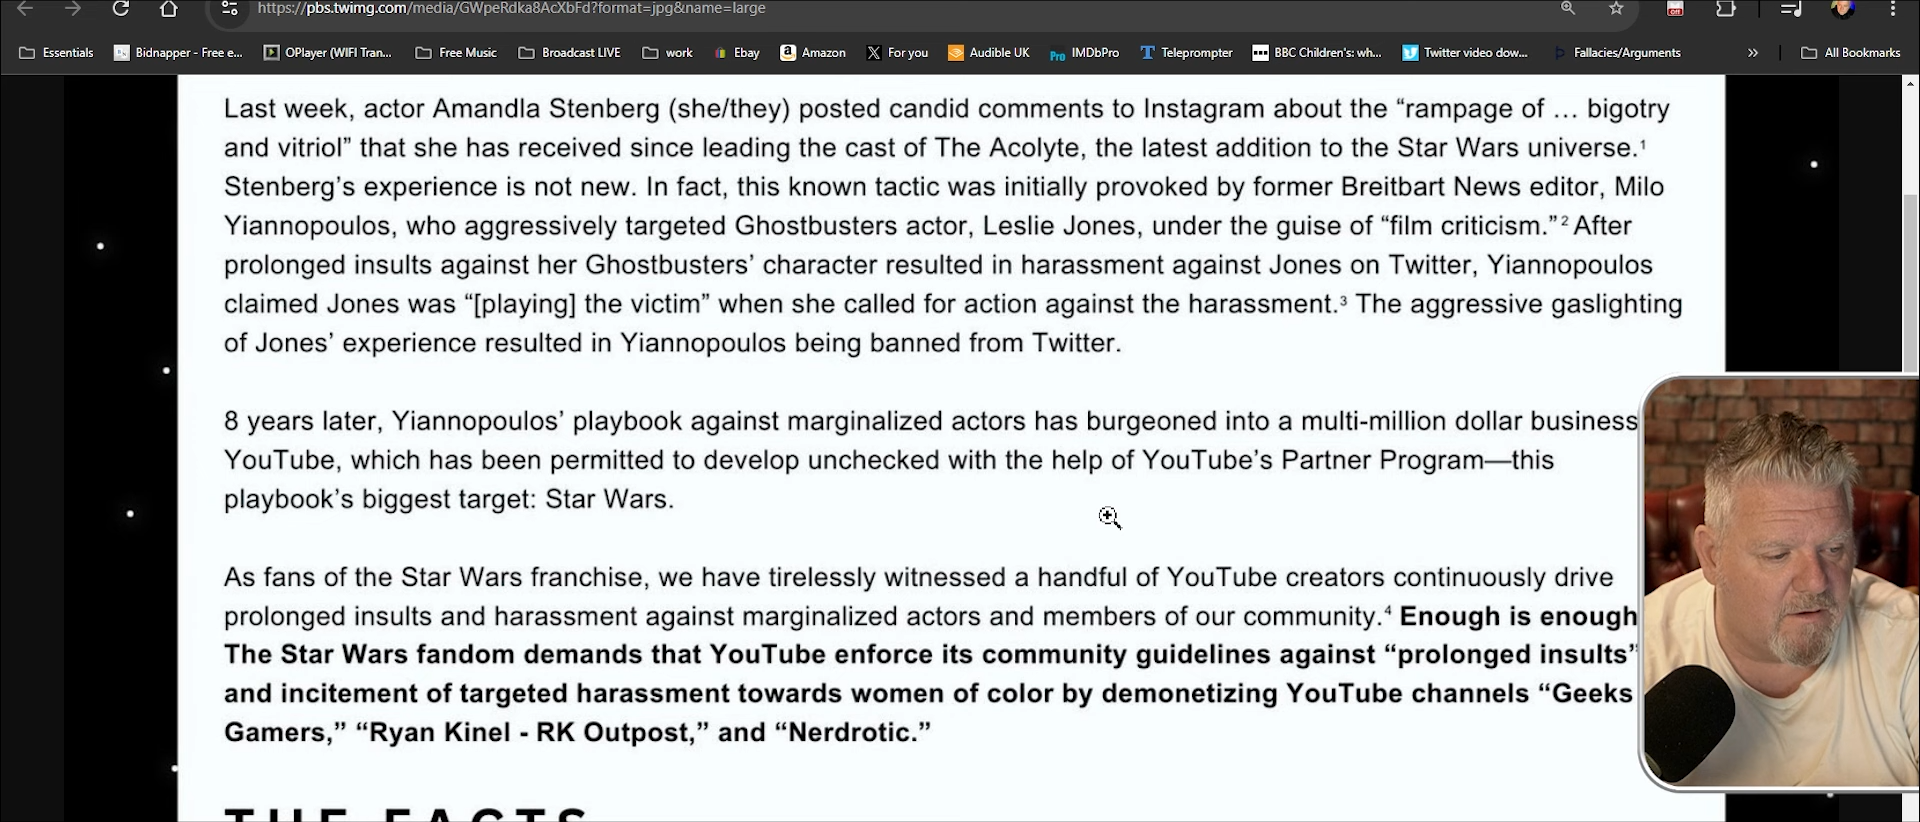 https://pbs.twimg.com/media/GWpeRdka8AcXbFd?format=jpg&name=large
Essentials
Bidnapper - Free e...
OPlayer (WIFI Tran...
Free Music
Broadcast LIVE
work
Ebay
Amazon
For you
Audible UK
Pro IMDbPro
Teleprompter
BBC Children's: wh...
Twitter video dow...
Fallacies/Arguments
All Bookmarks
Last week, actor Amandla Stenberg (she/they) posted candid comments to Instagram about the “rampage of … bigotry
and vitriol” that she has received since leading the cast of The Acolyte, the latest addition to the Star Wars universe.¹
Stenberg’s experience is not new. In fact, this known tactic was initially provoked by former Breitbart News editor, Milo
Yiannopoulos, who aggressively targeted Ghostbusters actor, Leslie Jones, under the guise of “film criticism.”² After
prolonged insults against her Ghostbusters’ character resulted in harassment against Jones on Twitter, Yiannopoulos
claimed Jones was “[playing] the victim” when she called for action against the harassment.³ The aggressive gaslighting
of Jones’ experience resulted in Yiannopoulos being banned from Twitter.
8 years later, Yiannopoulos’ playbook against marginalized actors has burgeoned into a multi-million dollar business
YouTube, which has been permitted to develop unchecked with the help of YouTube’s Partner Program—this
playbook’s biggest target: Star Wars.
As fans of the Star Wars franchise, we have tirelessly witnessed a handful of YouTube creators continuously drive
prolonged insults and harassment against marginalized actors and members of our community.⁴ Enough is enough
The Star Wars fandom demands that YouTube enforce its community guidelines against “prolonged insults”
and incitement of targeted harassment towards women of color by demonetizing YouTube channels “Geeks
Gamers,” “Ryan Kinel - RK Outpost,” and “Nerdrotic.”
THE FACTS